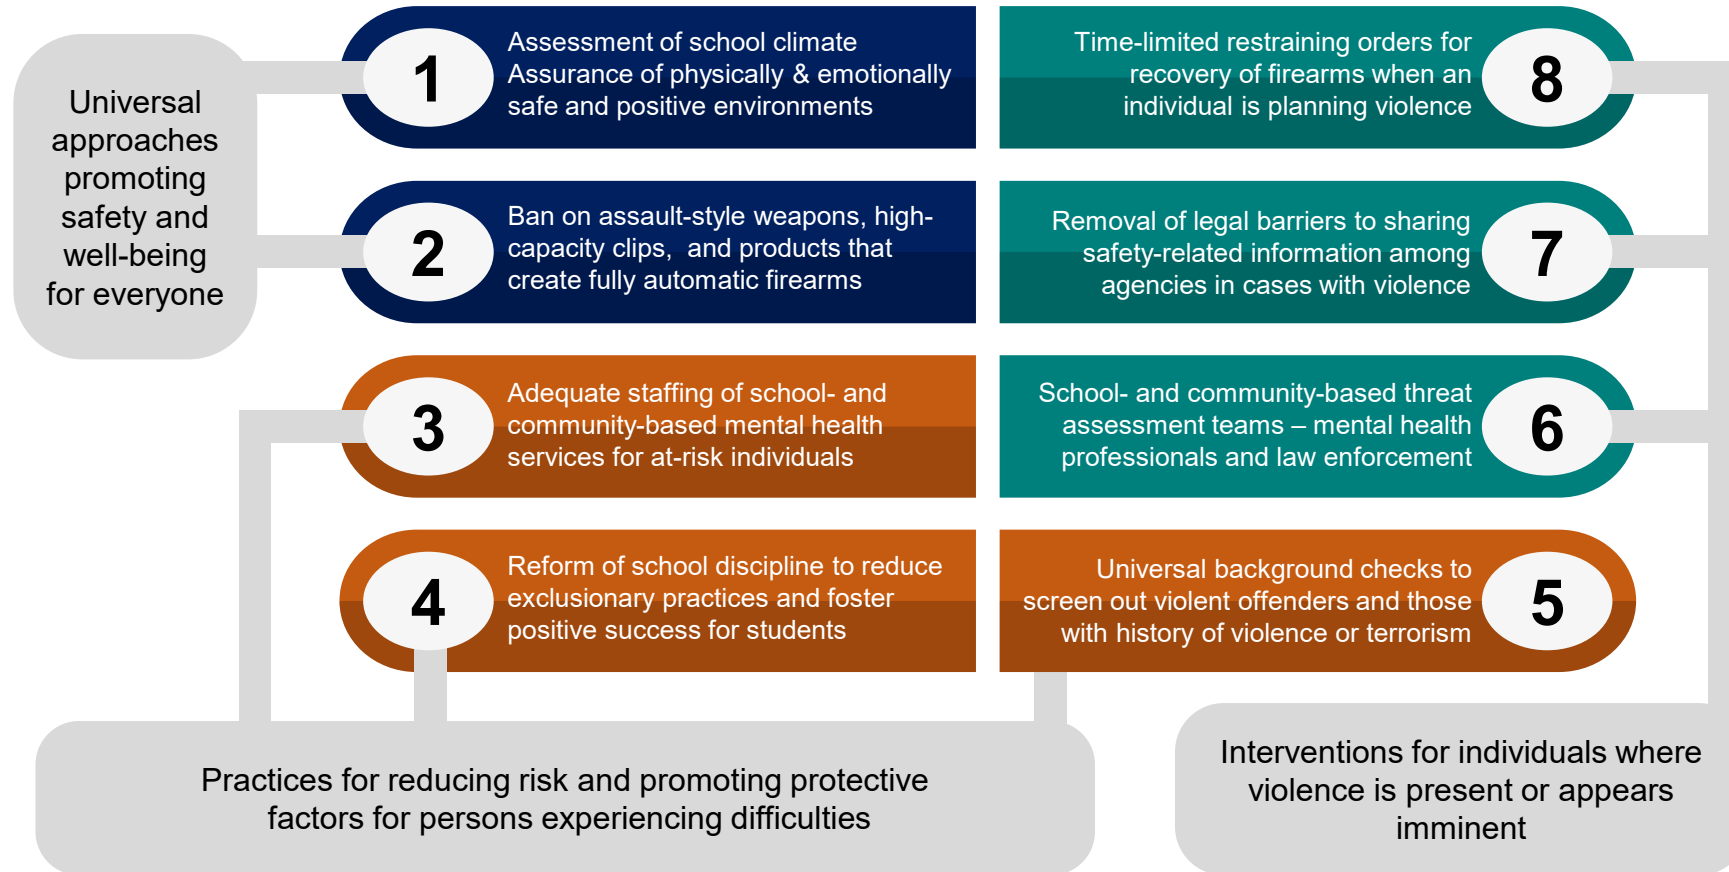 Universal
approaches
promoting
safety and
well-being
for everyone
1
Assessment of school climate
Assurance of physically & emotionally
safe and positive environments
2
Ban on assault-style weapons, high-
capacity clips, and products that
create fully automatic firearms
3
Adequate staffing of school- and
community-based mental health
services for at-risk individuals
4
Reform of school discipline to reduce
exclusionary practices and foster
positive success for students
Universal background checks to
screen out violent offenders and those
with history of violence or terrorism
5
School- and community-based threat
assessment teams – mental health
professionals and law enforcement
6
Removal of legal barriers to sharing
safety-related information among
agencies in cases with violence
7
Time-limited restraining orders for
recovery of firearms when an
individual is planning violence
8
Practices for reducing risk and promoting protective
factors for persons experiencing difficulties
Interventions for individuals where
violence is present or appears
imminent